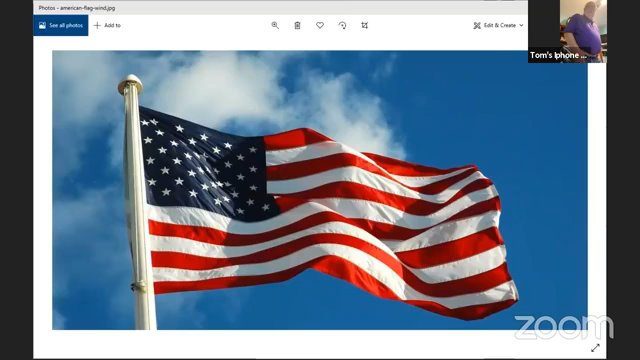 Photos - american-flag-wind.jpg
See all photos
+ Add to
Edit & Create
Tom's Iphone ...
zoom